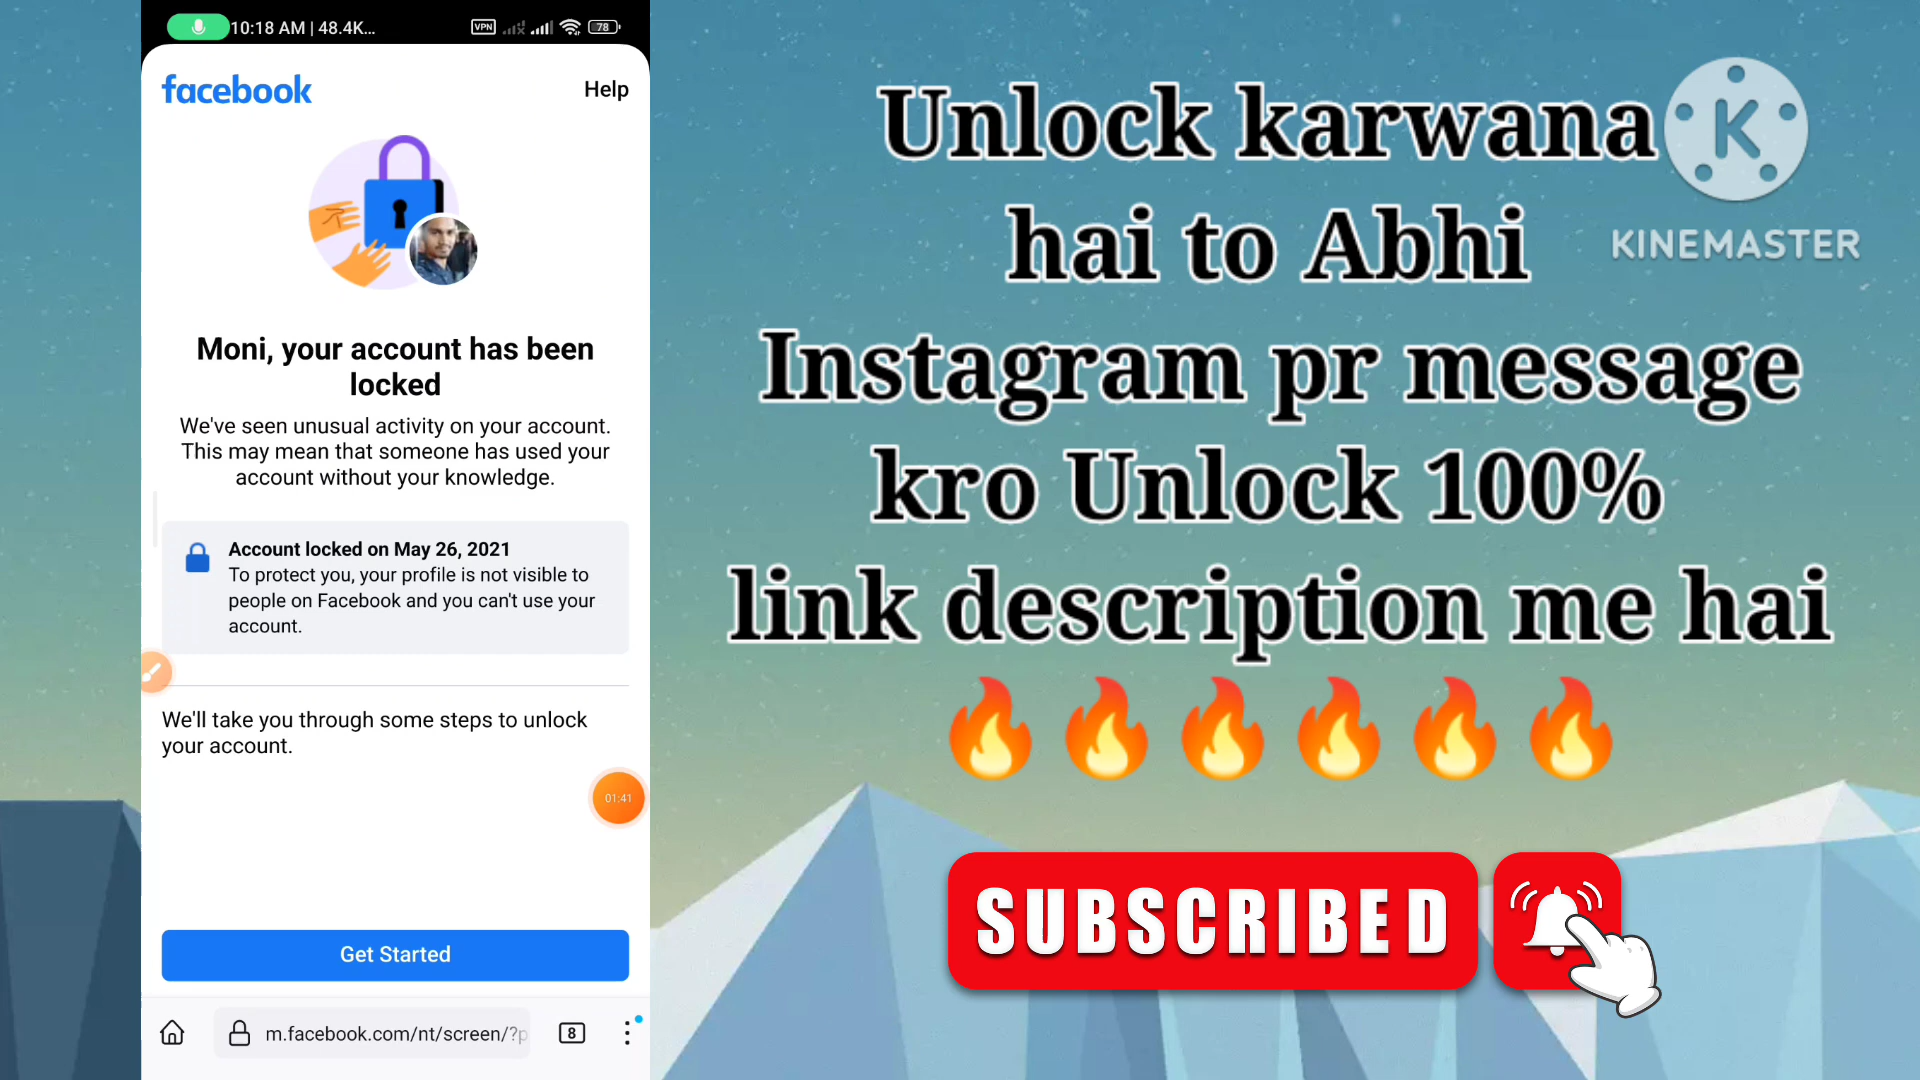 10:18 AM | 48.4K...
VPN
78
facebook
Help
Moni, your account has been
locked
We've seen unusual activity on your account.
This may mean that someone has used your
account without your knowledge.
Account locked on May 26, 2021
To protect you, your profile is not visible to
people on Facebook and you can't use your
account.
We'll take you through some steps to unlock
your account.
01:41
Get Started
m.facebook.com/nt/screen/?p
8
Unlock karwana
hai to Abhi
Instagram pr message
kro Unlock 100%
link description me hai
K
KINEMASTER
SUBSCRIBED